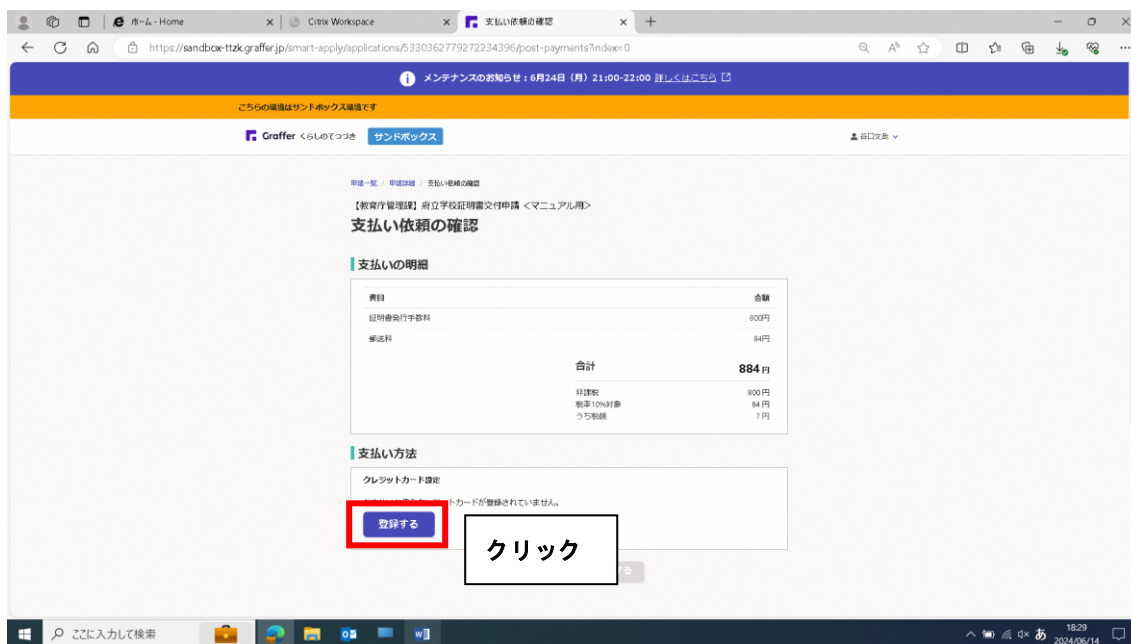 ホーム - Home
Citrix Workspace
支払い依頼の確認
https://sandbox-ttzk.graffer.jp/smart-apply/applications/5330362779272234396/post-payments?index=0
メンテナンスのお知らせ：6月24日（月）21:00-22:00 詳しくはこちら
こちらの環境はサンドボックス環境です
Graffer くらしのてつづき サンドボックス
申請一覧 / 申請詳細 / 支払い依頼の確認
【教育庁管理課】府立学校証明書交付申請 <マニュアル用>
支払い依頼の確認
支払いの明細
費目 金額
証明書発行手数料 800円
郵送料 84円
合計 884 円
非課税 800 円
税率10%対象 84 円
うち税額 7 円
支払い方法
クレジットカード設定
トカードが登録されていません。
登録する
クリック
る
ここに入力して検索
あ
18:29
2024/06/14